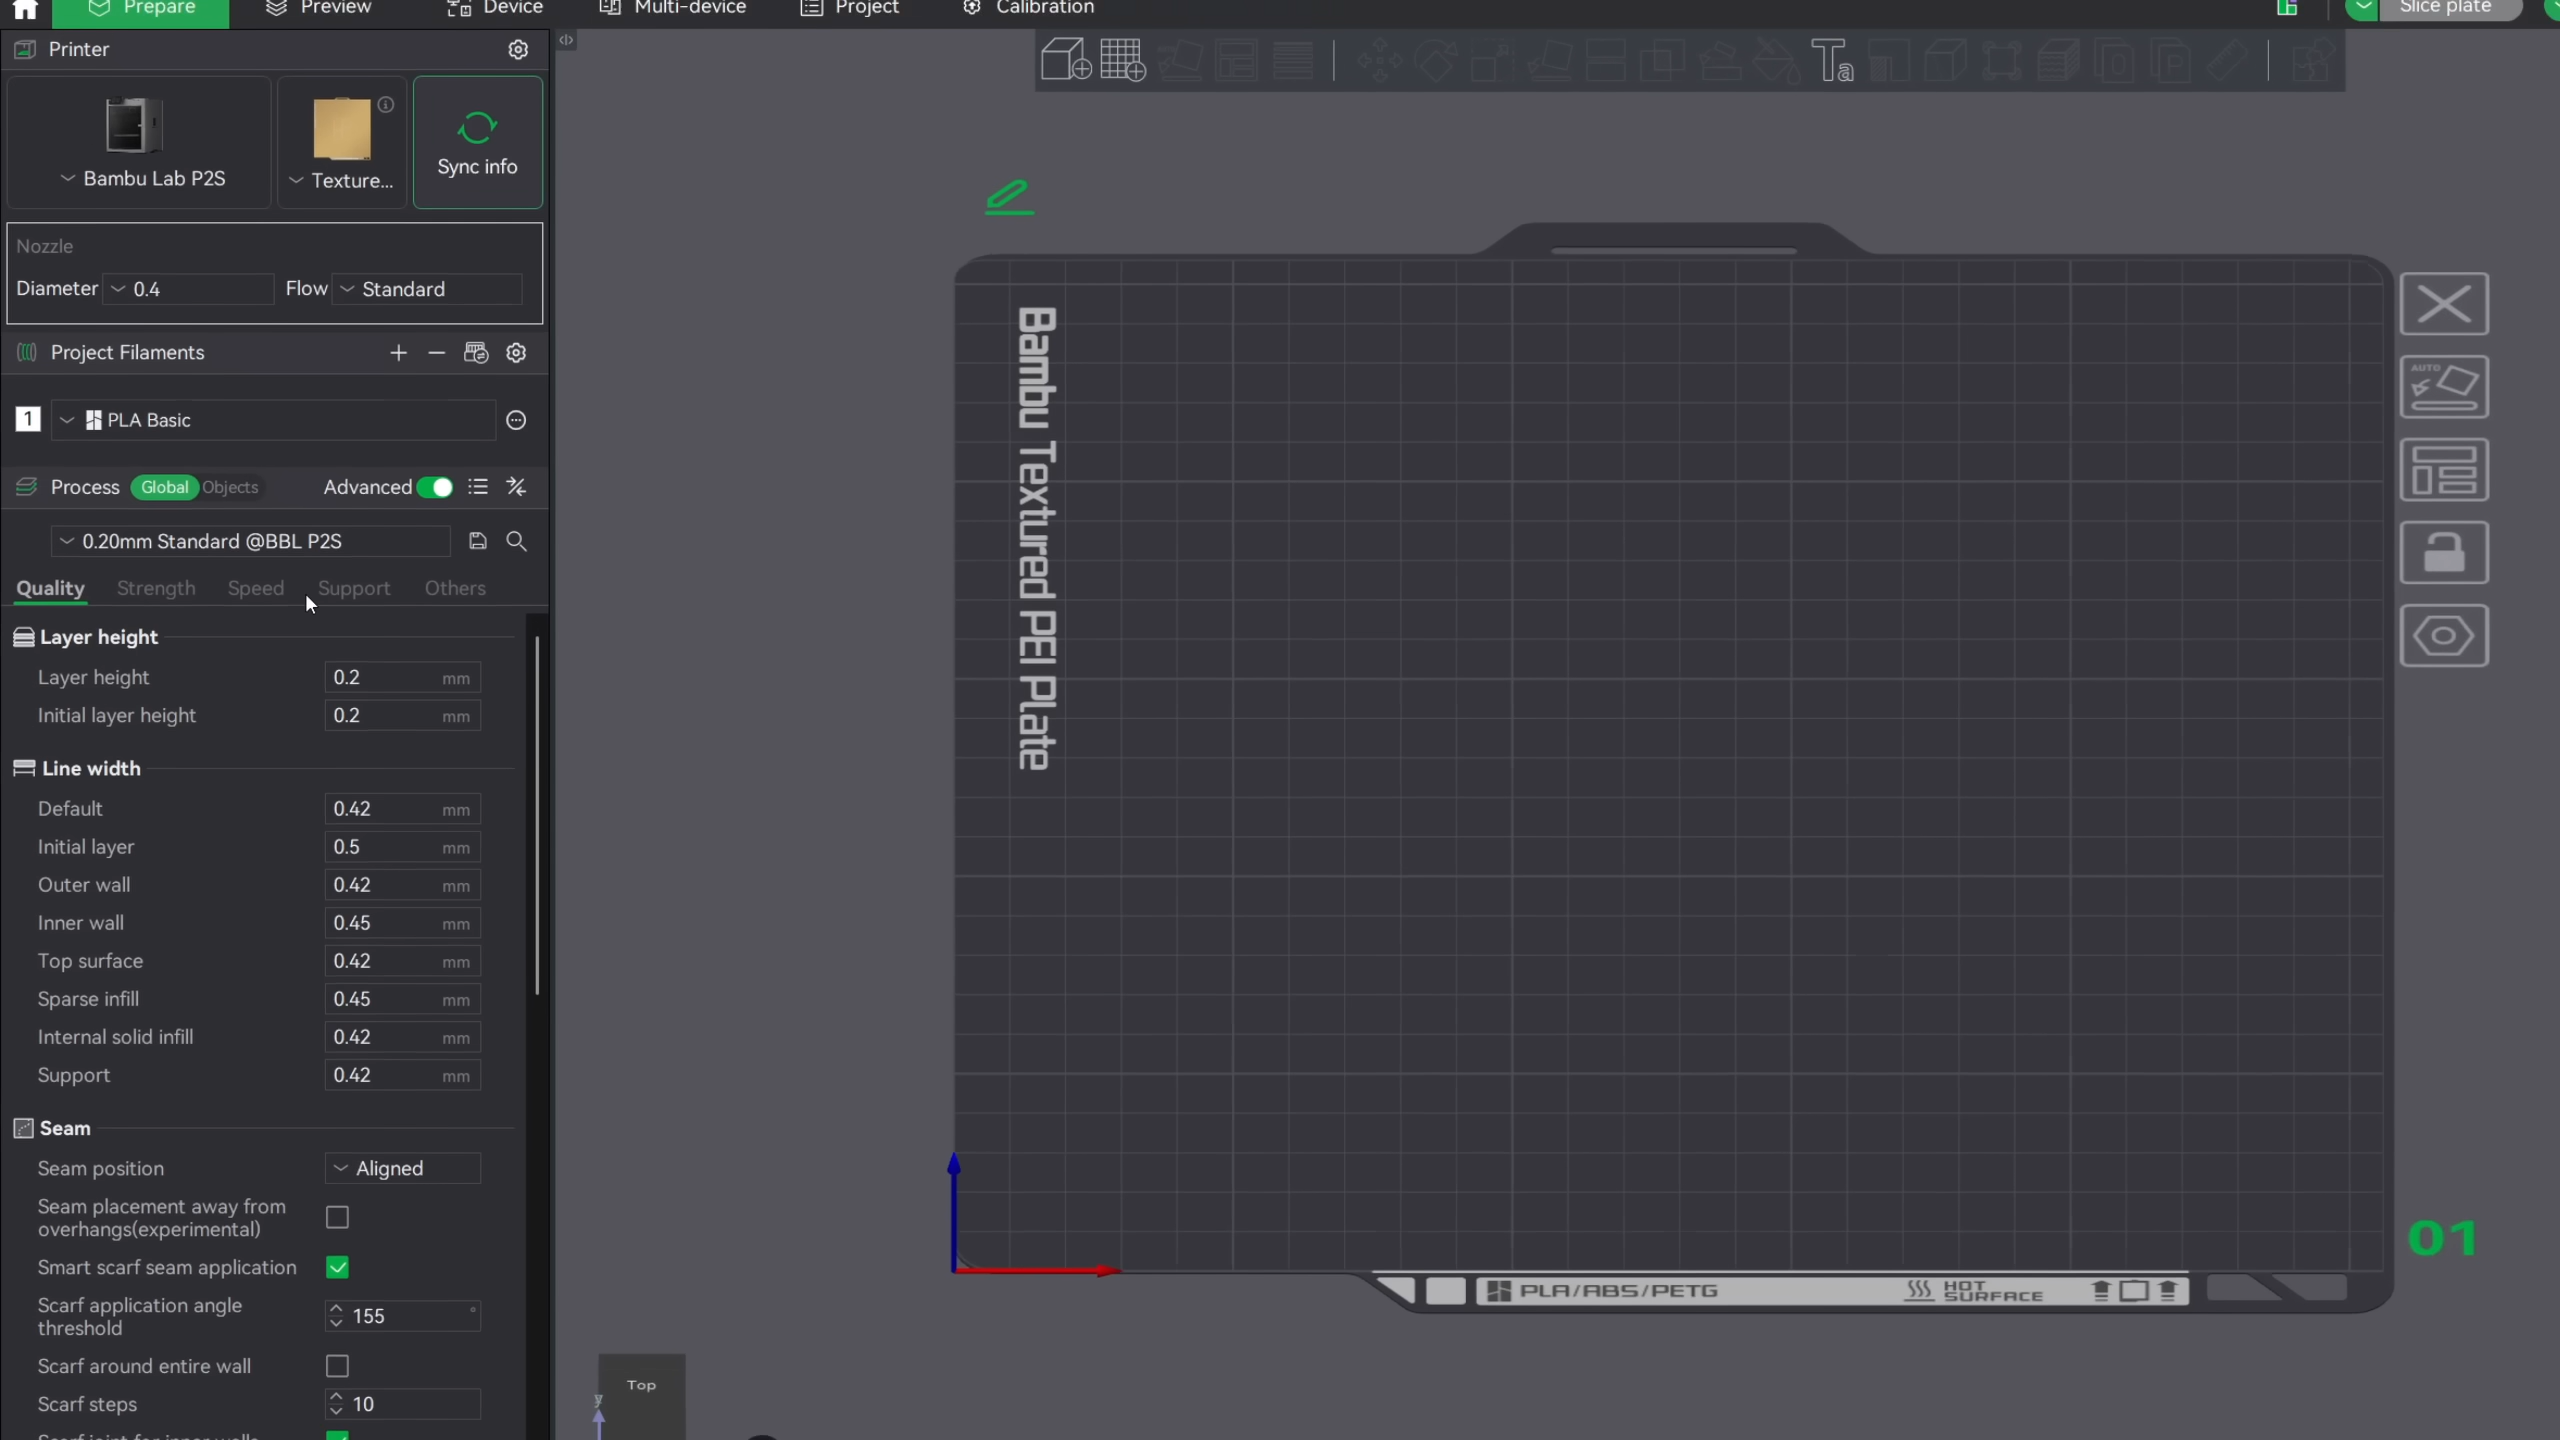 Prepare
Preview
Device
Multi-device
Project
Calibration
Slice plate
Printer
Bambu Lab P2S
Texture...
Sync info
Nozzle
Diameter 0.4 Flow Standard
Project Filaments
1 PLA Basic
Process Global Objects Advanced
0.20mm Standard @BBL P2S
Quality Strength Speed Support Others
Layer height
Layer height 0.2 mm
Initial layer height 0.2 mm
Line width
Default 0.42 mm
Initial layer 0.5 mm
Outer wall 0.42 mm
Inner wall 0.45 mm
Top surface 0.42 mm
Sparse infill 0.45 mm
Internal solid infill 0.42 mm
Support 0.42 mm
Seam
Seam position Aligned
Seam placement away from
overhangs(experimental)
Smart scarf seam application
Scarf application angle
threshold 155 °
Scarf around entire wall
Scarf steps 10
Ta
Bambu Textured PEI Plate
AUTO
01
PLA/ABS/PETG
HOT
SURFACE
Top
y